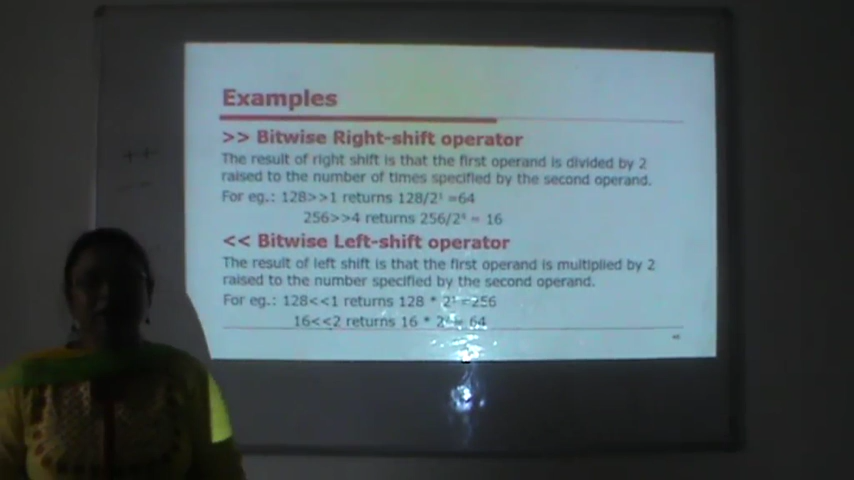 Examples
>> Bitwise Right-shift operator
The result of right shift is that the first operand is divided by 2
raised to the number of times specified by the second operand.
For eg.: 128>>1 returns 128/2¹ =64
256>>4 returns 256/2⁴ = 16
<< Bitwise Left-shift operator
The result of left shift is that the first operand is multiplied by 2
raised to the number specified by the second operand.
For eg.: 128<<1 returns 128 * 2¹ =256
16<<2 returns 16 * 2 = 64